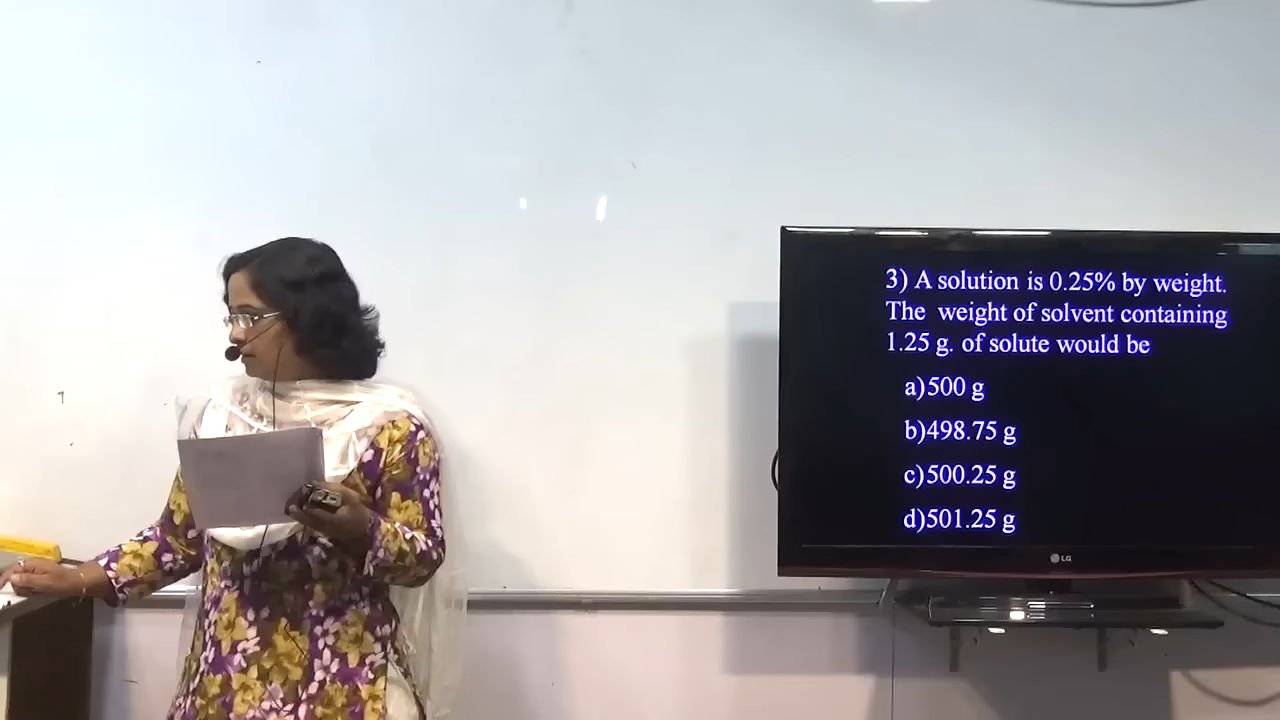 3) A solution is 0.25% by weight.
The weight of solvent containing
1.25 g. of solute would be
a)500 g
b)498.75 g
c)500.25 g
d)501.25 g
LG